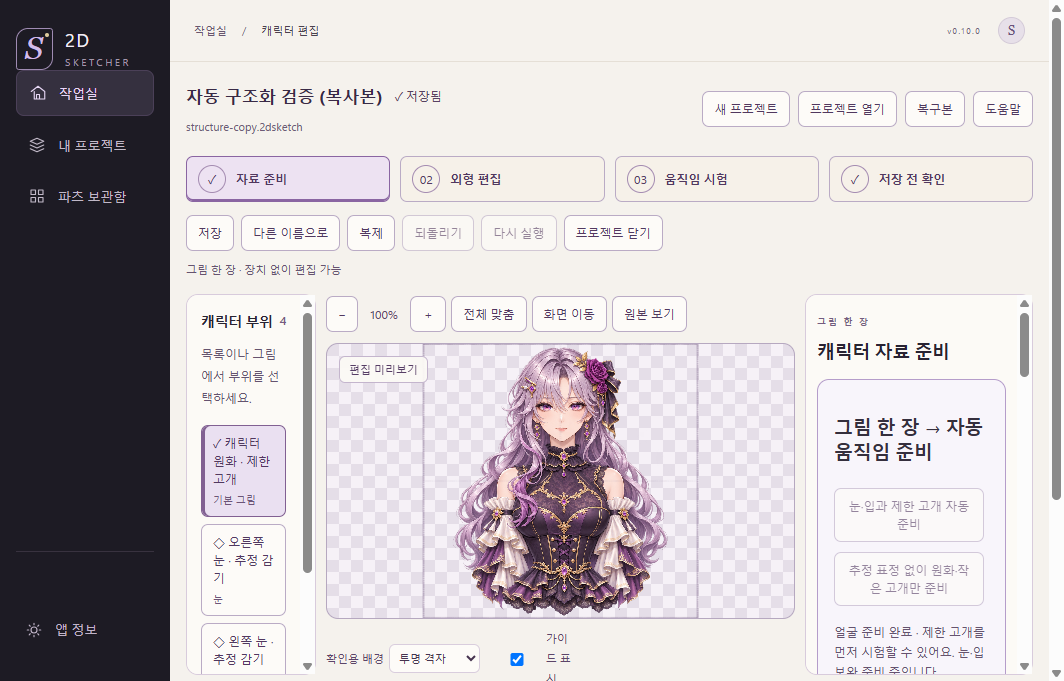 S
2D
SKETCHER
작업실
내 프로젝트
파츠 보관함
앱 정보
작업실 / 캐릭터 편집
v0.10.0
S
자동 구조화 검증 (복사본) ✓ 저장됨
structure-copy.2dsketch
새 프로젝트
프로젝트 열기
복구본
도움말
✓ 자료 준비
02 외형 편집
03 움직임 시험
✓ 저장 전 확인
저장
다른 이름으로
복제
되돌리기
다시 실행
프로젝트 닫기
그림 한 장 · 장치 없이 편집 가능
캐릭터 부위 4
목록이나 그림
에서 부위를 선
택하세요.
✓ 캐릭터
원화 · 제한
고개
기본 그림
◇ 오른쪽
눈 · 추정 감
기
눈
◇ 왼쪽 눈 ·
추정 감기
−
100%
+
전체 맞춤
화면 이동
원본 보기
편집 미리보기
확인용 배경
투명 격자
가이
드 표
시
그림 한 장
캐릭터 자료 준비
그림 한 장 → 자동
움직임 준비
눈·입과 제한 고개 자동
준비
추정 표정 없이 원화·작
은 고개만 준비
얼굴 준비 완료 · 제한 고개를
먼저 시험할 수 있어요. 눈·입
보완 준비 중입니다